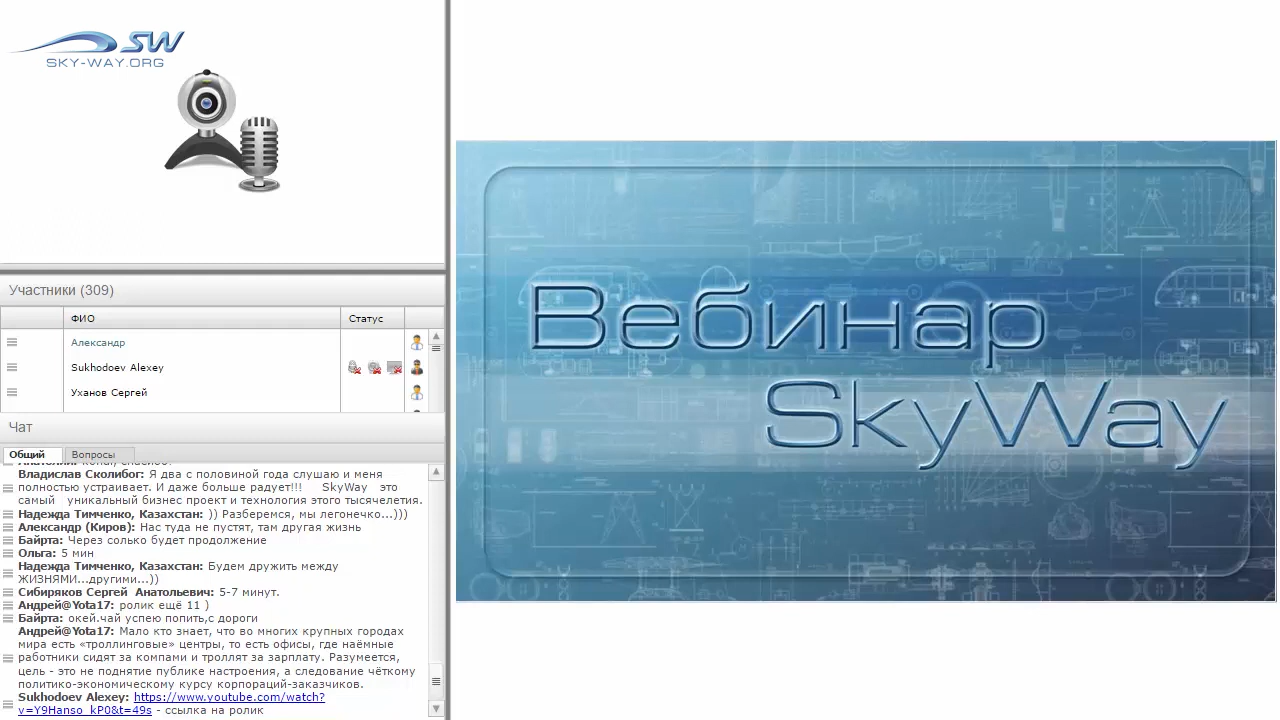 SW
SKY-WAY.ORG
Участники (309)
ФИО Статус
Александр
Sukhodoev Alexey
Уханов Сергей
Чат
Общий Вопросы
Владислав Сколибог: Я два с половиной года слушаю и меня
полностью устраивает. И даже больше радует!!! SkyWay это
самый уникальный бизнес проект и технология этого тысячелетия.
Надежда Тимченко, Казахстан: )) Разберемся, мы легонечко...)))
Александр (Киров): Нас туда не пустят, там другая жизнь
Байрта: Через солько будет продолжение
Ольга: 5 мин
Надежда Тимченко, Казахстан: Будем дружить между
ЖИЗНЯМИ...другими...))
Сибиряков Сергей Анатольевич: 5-7 минут.
Андрей@Yota17: ролик ещё 11 )
Байрта: окей.чай успею попить,с дороги
Андрей@Yota17: Мало кто знает, что во многих крупных городах
мира есть «троллинговые» центры, то есть офисы, где наёмные
работники сидят за компами и троллят за зарплату. Разумеется,
цель - это не поднятие публике настроения, а следование чёткому
политико-экономическому курсу корпораций-заказчиков.
Sukhodoev Alexey: https://www.youtube.com/watch?
v=Y9Hanso_kP0&t=49s - ссылка на ролик
Вебинар
SkyWay